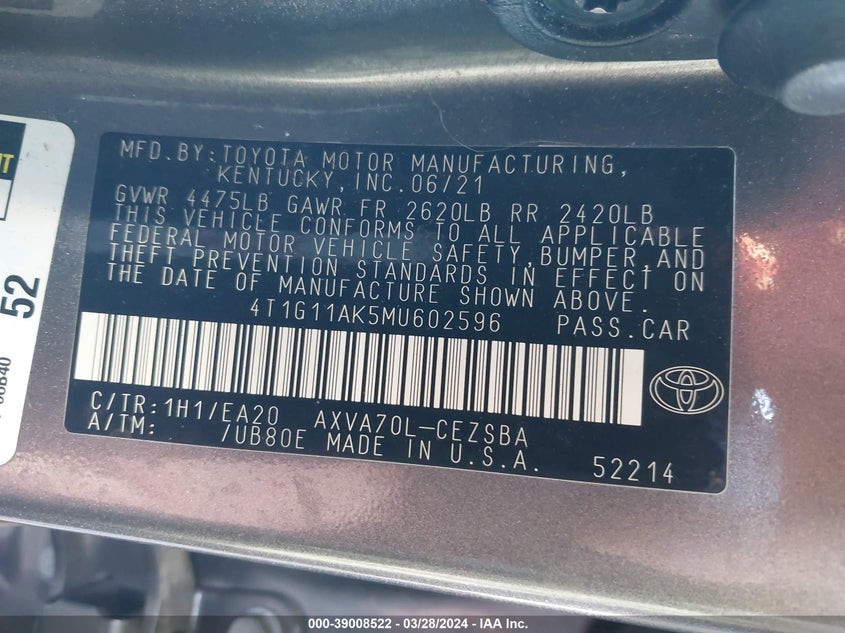 MFD.BY:TOYOTA MOTOR MANUFACTURING,
KENTUCKY, INC. 06/21
GVWR 4475LB GAWR FR 2620LB RR 2420LB
THIS VEHICLE CONFORMS TO ALL APPLICABLE
FEDERAL MOTOR VEHICLE SAFETY, BUMPER, AND
THEFT PREVENTION STANDARDS IN EFFECT ON
THE DATE OF MANUFACTURE SHOWN ABOVE.
4T1G11AK5MU602596 PASS.CAR
C/TR:1H1/EA20 AXVA70L-CEZSBA
A/TM: /UB80E MADE IN U.S.A.
52214
52
000-39008522 - 03/28/2024 - IAA Inc.